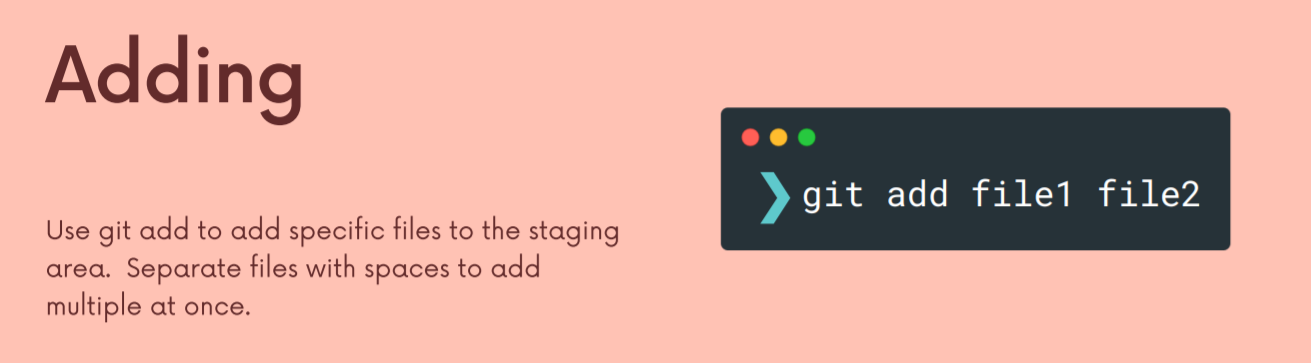 Adding
Use git add to add specific files to the staging
area.  Separate files with spaces to add
multiple at once.
❯ git add file1 file2